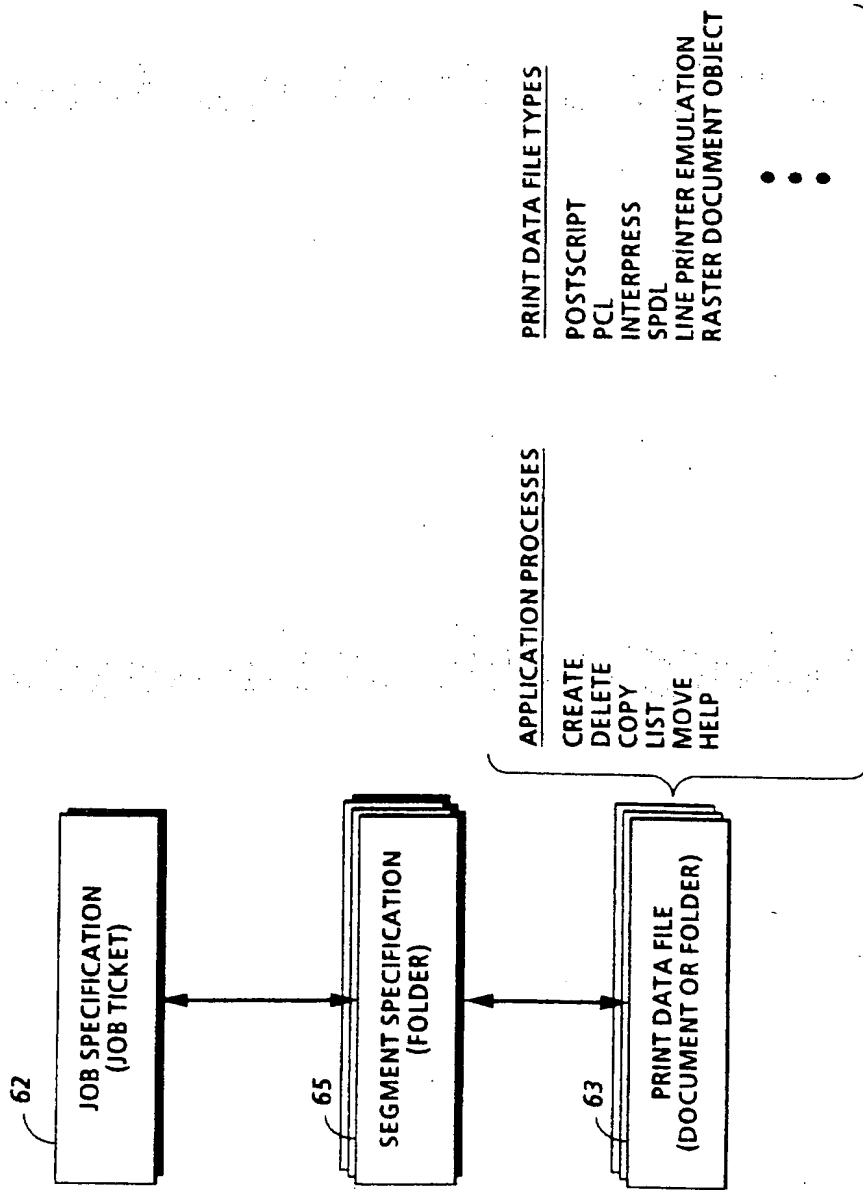 62
JOB SPECIFICATION
(JOB TICKET)
65
SEGMENT SPECIFICATION
(FOLDER)
63
PRINT DATA FILE
(DOCUMENT OR FOLDER)
APPLICATION PROCESSES
CREATE
DELETE
COPY
LIST
MOVE
HELP
PRINT DATA FILE TYPES
POSTSCRIPT
PCL
INTERPRESS
SPDL
LINE PRINTER EMULATION
RASTER DOCUMENT OBJECT